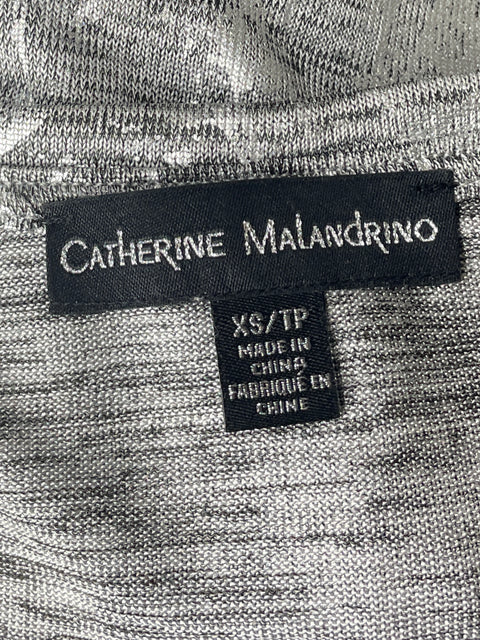 Catherine Malandrino
XS/TP
MADE IN
CHINA
FABRIQUÉ EN
CHINE